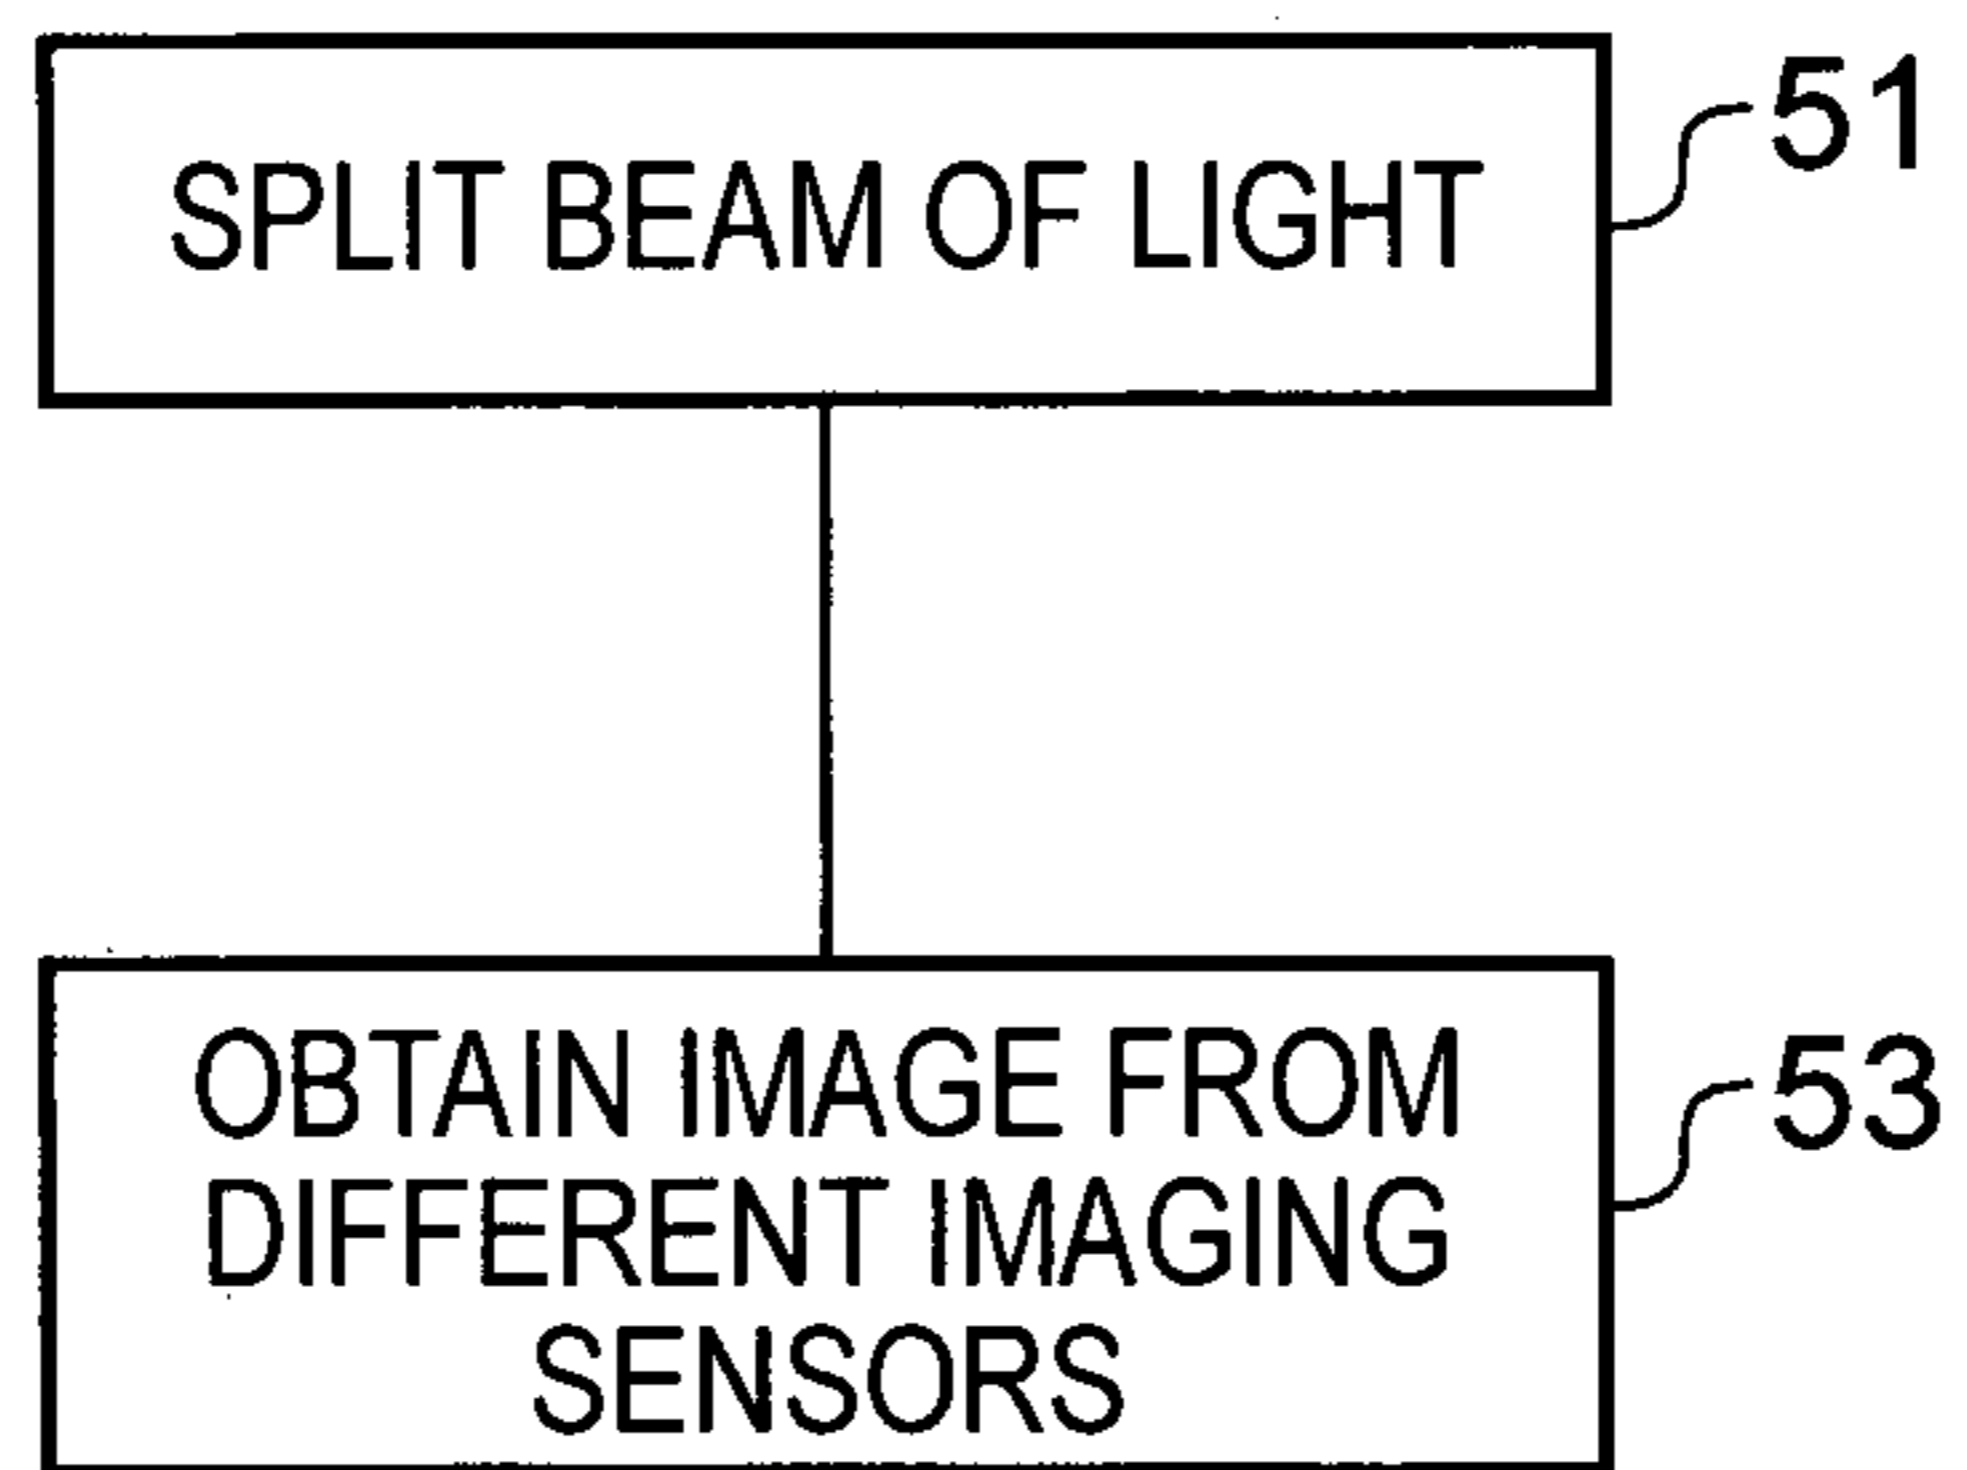 SPLIT BEAM OF LIGHT
51
OBTAIN IMAGE FROM
DIFFERENT IMAGING
SENSORS
53